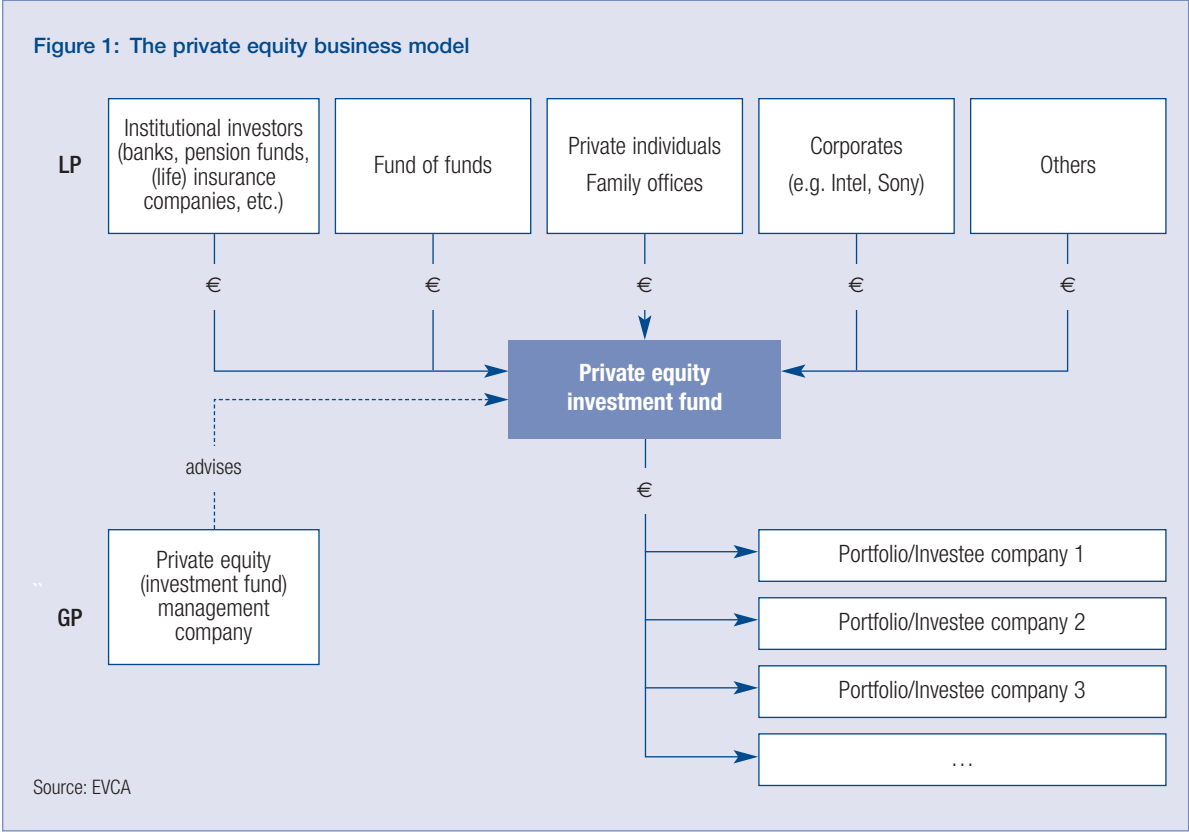 Figure 1: The private equity business model
LP
Institutional investors
(banks, pension funds,
(life) insurance
companies, etc.)
Fund of funds
Private individuals
Family offices
Corporates
(e.g. Intel, Sony)
Others
€
€
€
€
€
Private equity
investment fund
advises
€
GP
Private equity
(investment fund)
management
company
Portfolio/Investee company 1
Portfolio/Investee company 2
Portfolio/Investee company 3
...
Source: EVCA